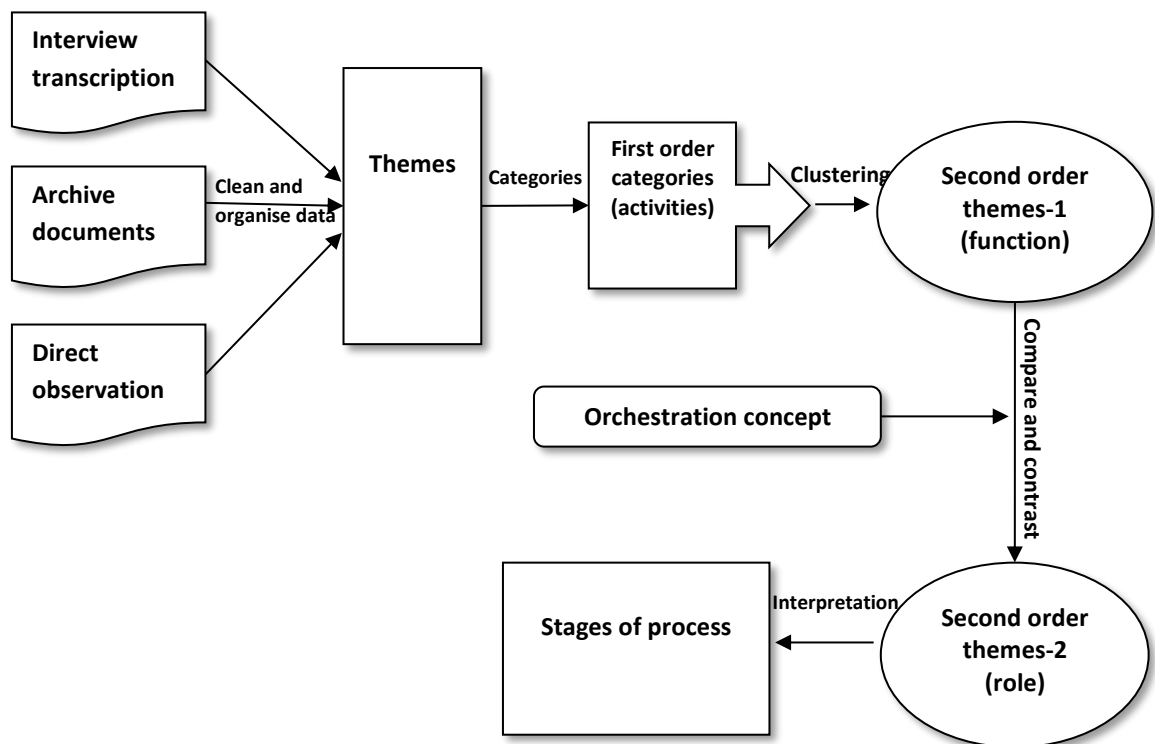 Interview
transcription
Archive
documents
Direct
observation
Clean and
organise data
Themes
Categories
First order
categories
(activities)
Clustering
Second order
themes-1
(function)
Compare and contrast
Orchestration concept
Second order
themes-2
(role)
Interpretation
Stages of process